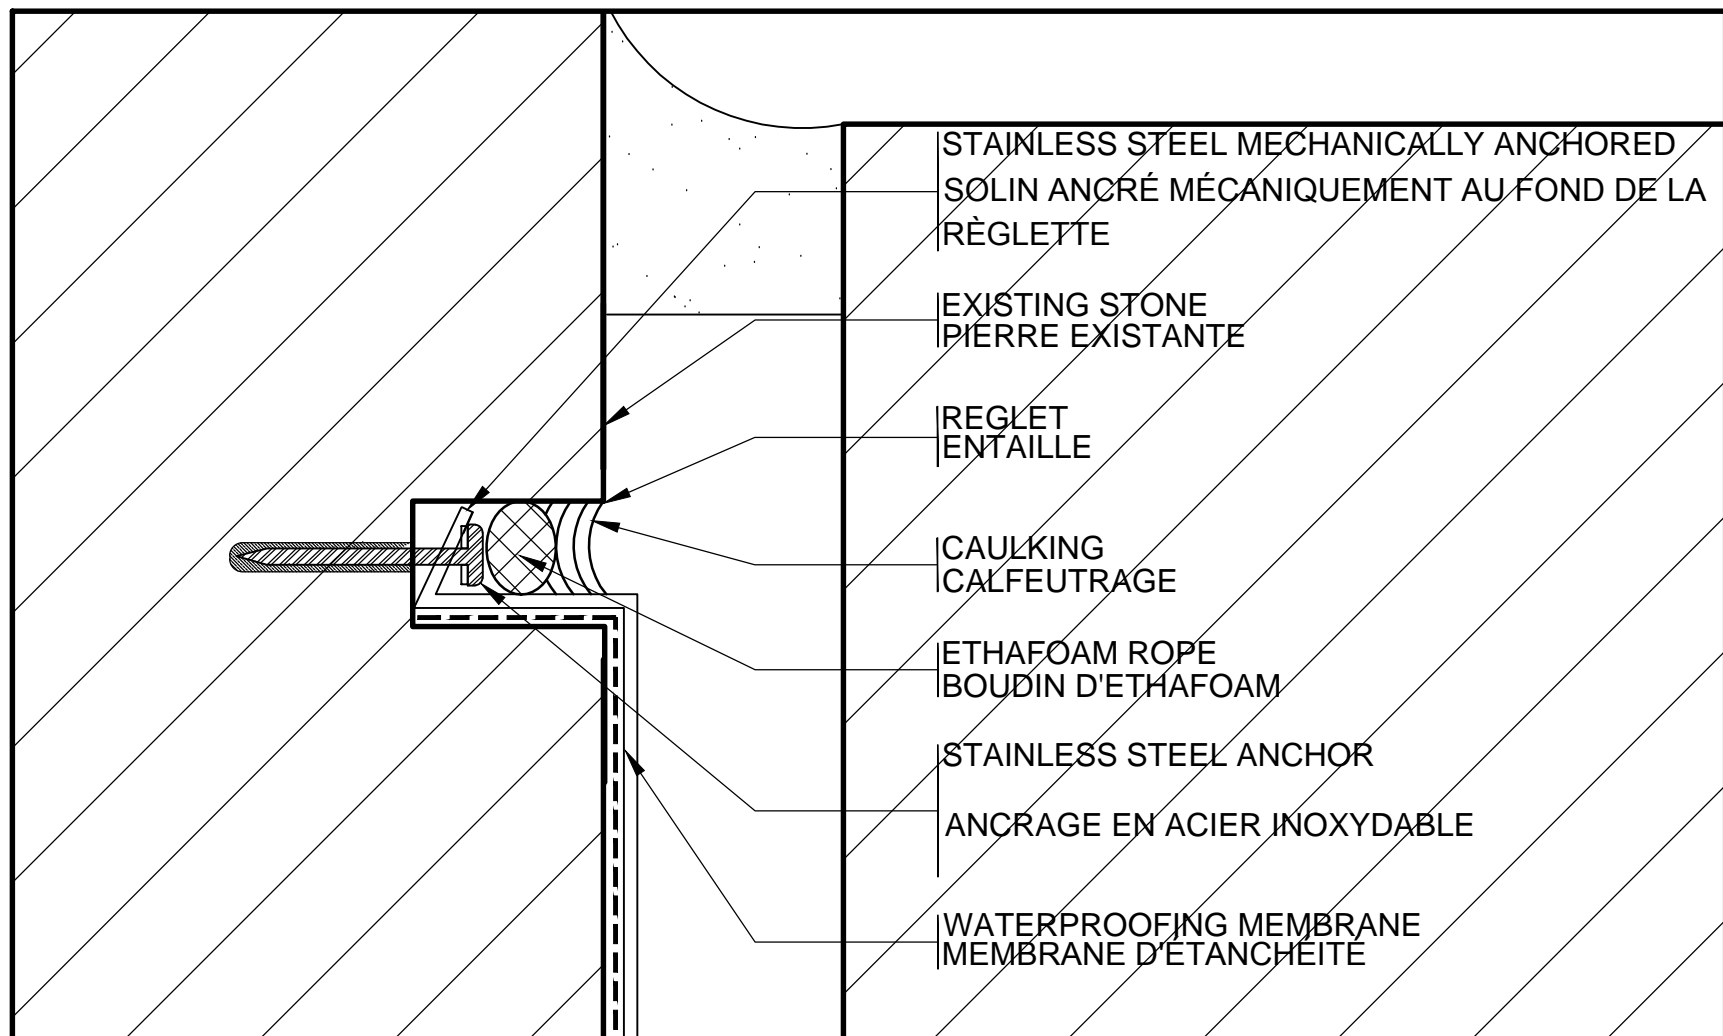 STAINLESS STEEL MECHANICALLY ANCHORED
SOLIN ANCRÉ MÉCANIQUEMENT AU FOND DE LA
RÈGLETTE
EXISTING STONE
PIERRE EXISTANTE
REGLET
ENTAILLE
CAULKING
CALFEUTRAGE
ETHAFOAM ROPE
BOUDIN D'ETHAFOAM
STAINLESS STEEL ANCHOR
ANCRAGE EN ACIER INOXYDABLE
WATERPROOFING MEMBRANE
MEMBRANE D'ÉTANCHÉITÉ